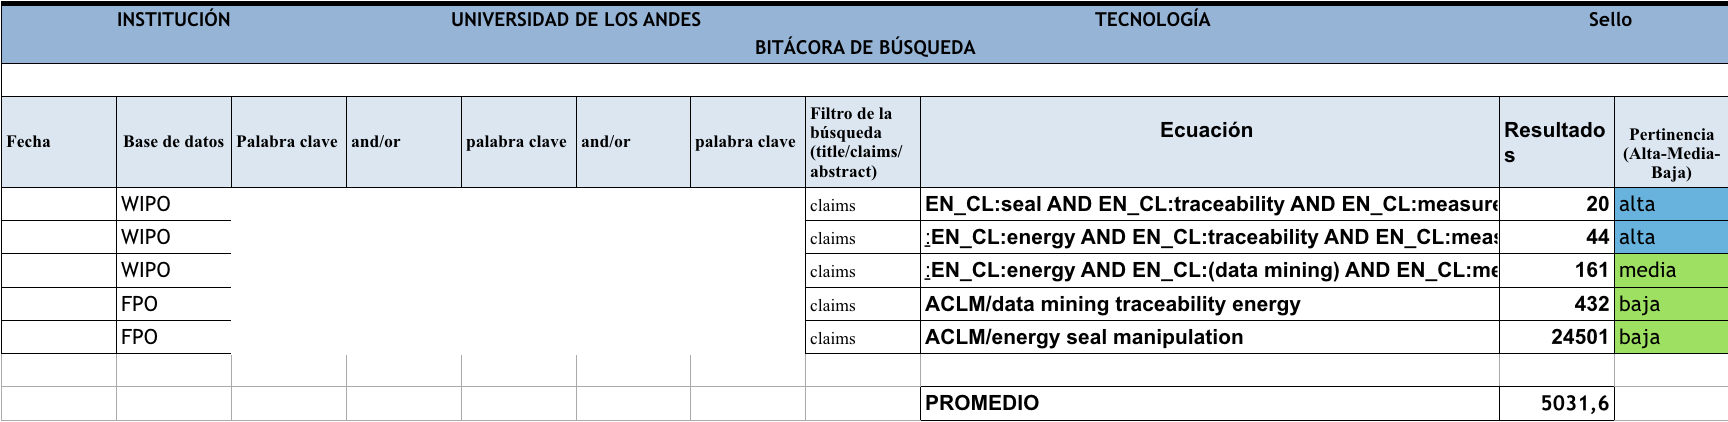 INSTITUCIÓN UNIVERSIDAD DE LOS ANDES TECNOLOGÍA Sello
BITÁCORA DE BÚSQUEDA
Fecha Base de datos Palabra clave and/or palabra clave and/or palabra clave Filtro de la búsqueda (title/claims/abstract) Ecuación Resultados Pertinencia (Alta-Media-Baja)
WIPO claims EN_CL:seal AND EN_CL:traceability AND EN_CL:measure 20 alta
WIPO claims :EN_CL:energy AND EN_CL:traceability AND EN_CL:meas 44 alta
WIPO claims :EN_CL:energy AND EN_CL:(data mining) AND EN_CL:me 161 media
FPO claims ACLM/data mining traceability energy 432 baja
FPO claims ACLM/energy seal manipulation 24501 baja
PROMEDIO 5031,6